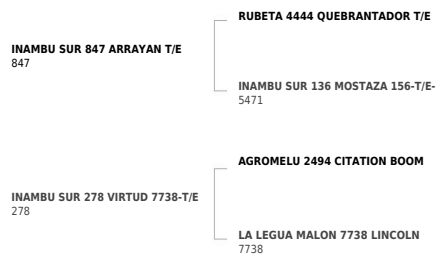 RUBETA 4444 QUEBRANTADOR T/E
INAMBU SUR 847 ARRAYAN T/E
847
INAMBU SUR 136 MOSTAZA 156-T/E-
5471
AGROMELU 2494 CITATION BOOM
INAMBU SUR 278 VIRTUD 7738-T/E
278
LA LEGUA MALON 7738 LINCOLN
7738